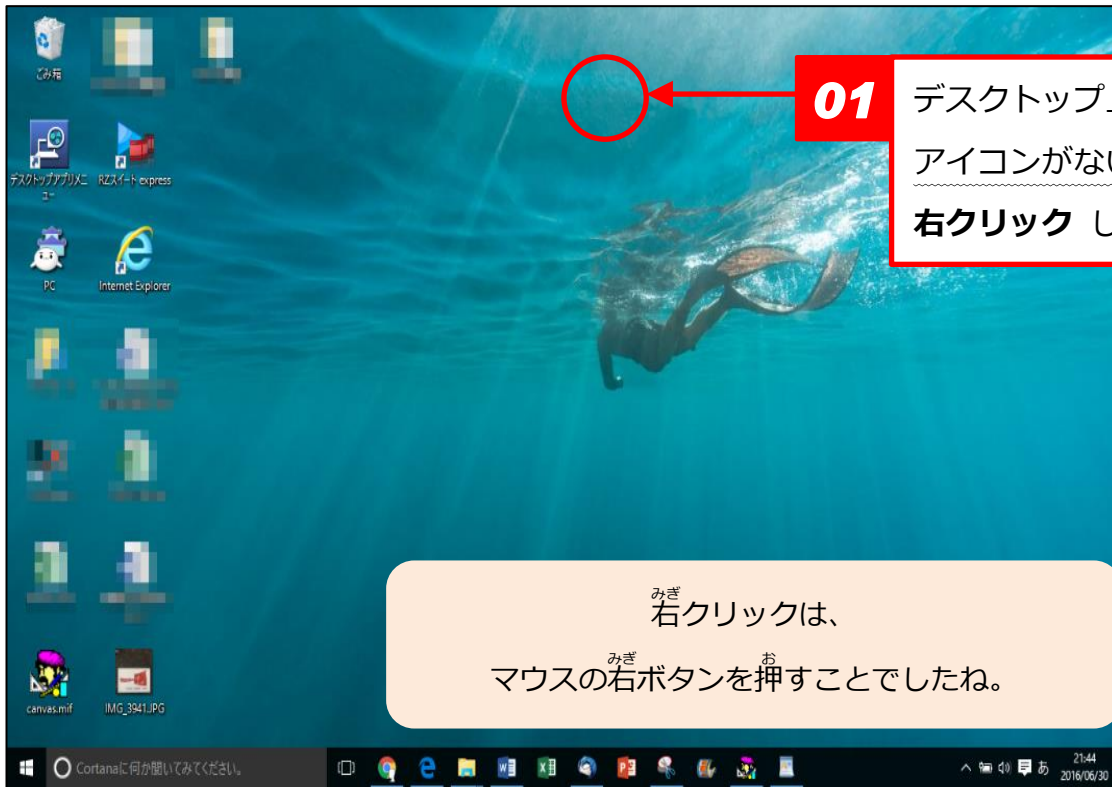 ごみ箱
デスクトップアプリメニュー
RZスイート express
PC
Internet Explorer
canvas.mif
IMG_3941.JPG
01
デスクトップ
アイコンがない
右クリック し
みぎ
右クリックは、
みぎ お
マウスの右ボタンを押すことでしたね。
Cortanaに何か聞いてみてください。
あ
21:44
2016/06/30